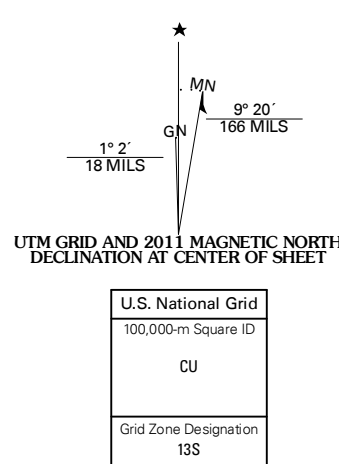 ★
MN
GN
9° 20´
166 MILS
1° 2´
18 MILS
UTM GRID AND 2011 MAGNETIC NORTH
DECLINATION AT CENTER OF SHEET
U.S. National Grid
100,000-m Square ID
CU
Grid Zone Designation
13S